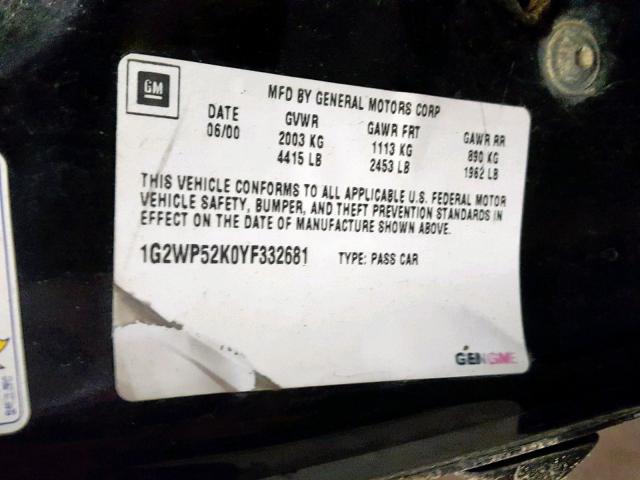 GM
MFD BY GENERAL MOTORS CORP
DATE GVWR GAWR FRT GAWR RR
06/00 2003 KG 1113 KG 890 KG
4415 LB 2453 LB 1962 LB
THIS VEHICLE CONFORMS TO ALL APPLICABLE U.S. FEDERAL MOTOR
VEHICLE SAFETY, BUMPER, AND THEFT PREVENTION STANDARDS IN
EFFECT ON THE DATE OF MANUFACTURE SHOWN ABOVE.
1G2WP52K0YF332681 TYPE: PASS CAR
GENGME